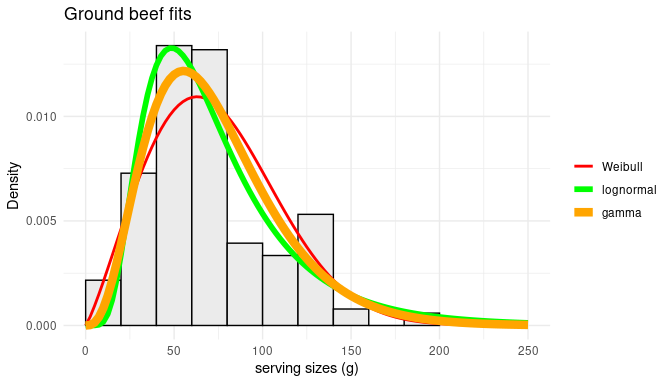 Ground beef fits
Density
0.010
0.005
0.000
0
50
100
150
200
250
serving sizes (g)
Weibull
lognormal
gamma